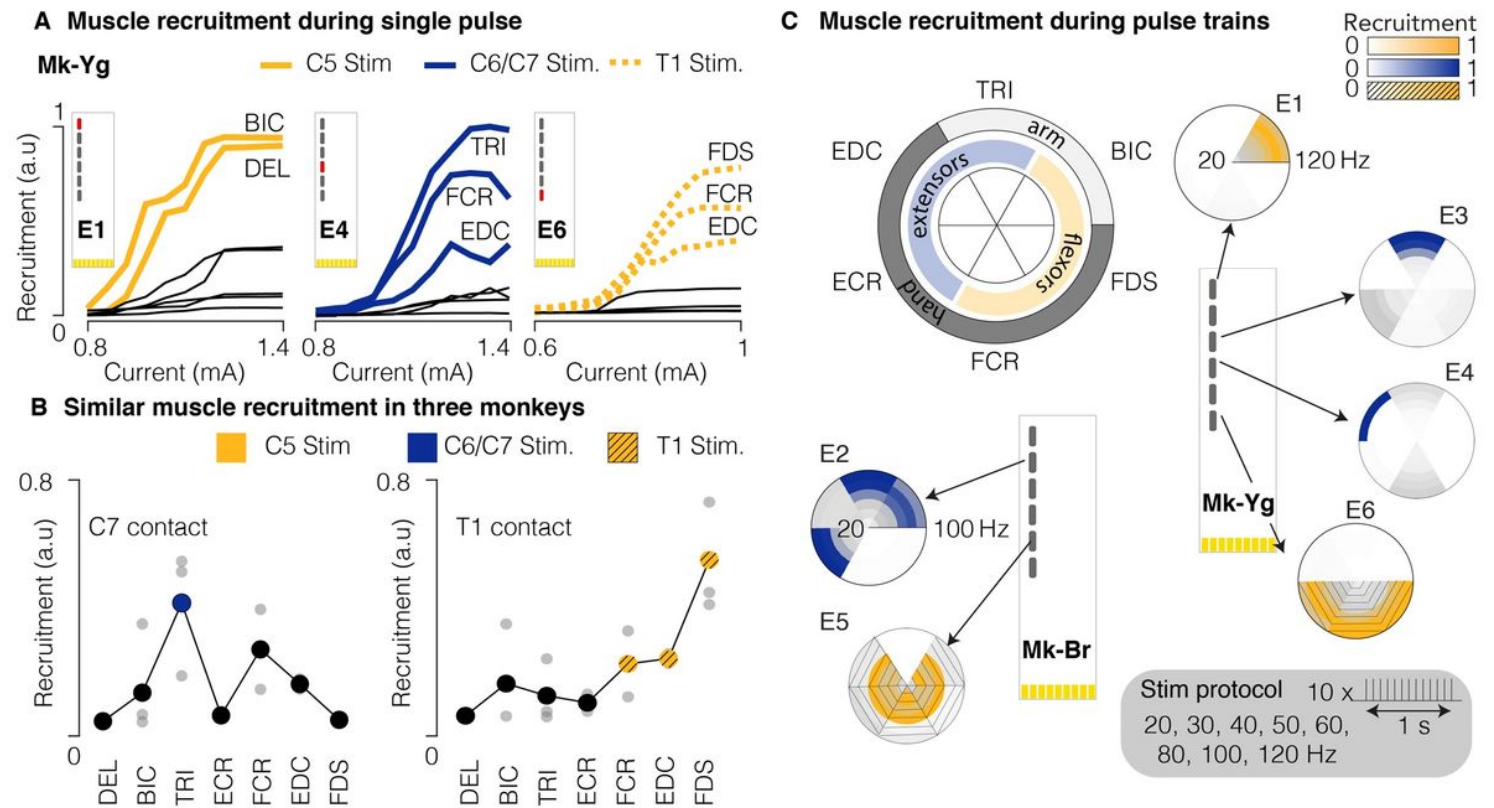 A Muscle recruitment during single pulse
Mk-Yg
C5 Stim
C6/C7 Stim.
T1 Stim.
Recruitment (a.u)
1
0
BIC
DEL
E1
0.8
1.4
Current (mA)
TRI
FCR
EDC
E4
0.8
1.4
Current (mA)
FDS
FCR
EDC
E6
0.6
1
Current (mA)
B Similar muscle recruitment in three monkeys
C5 Stim
C6/C7 Stim.
T1 Stim.
0.8
C7 contact
Recruitment (a.u)
0
DEL
BIC
TRI
ECR
FCR
EDC
FDS
0.8
T1 contact
Recruitment (a.u)
0
DEL
BIC
TRI
ECR
FCR
EDC
FDS
C Muscle recruitment during pulse trains
Recruitment
0 1
0 1
0 1
TRI
BIC
FDS
FCR
ECR
EDC
arm
hand
extensors
flexors
E1
20 120 Hz
E3
E4
Mk-Yg
E6
E2
20 100 Hz
E5
Mk-Br
Stim protocol 10 x
1 s
20, 30, 40, 50, 60,
80, 100, 120 Hz